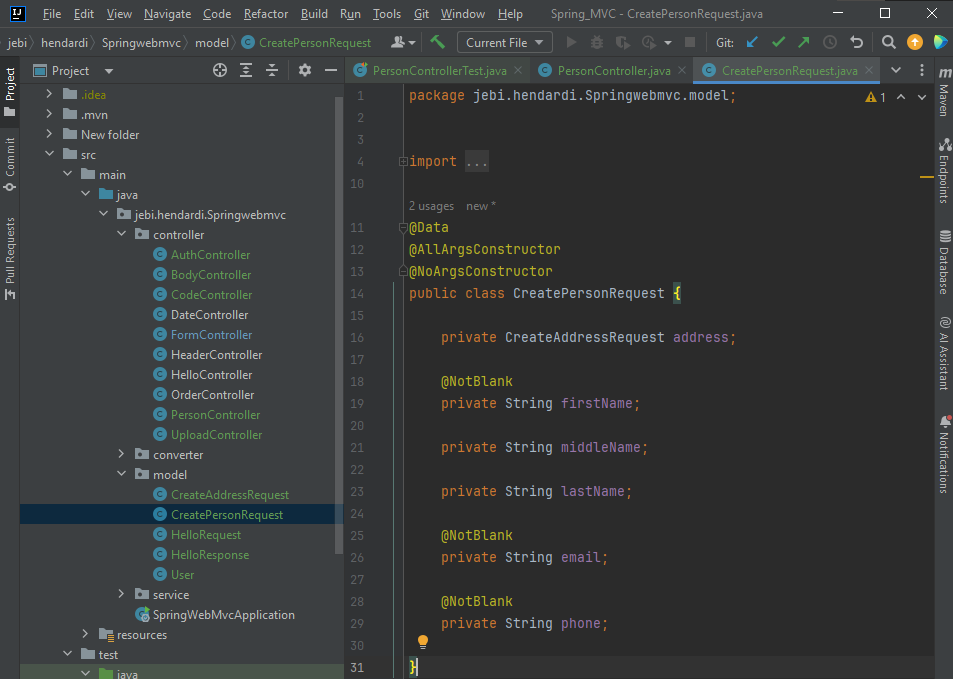 File Edit View Navigate Code Refactor Build Run Tools Git Window Help Spring_MVC - CreatePersonRequest.java
jebi hendardi Springwebmvc model CreatePersonRequest Current File Git:
Project
PersonControllerTest.java PersonController.java CreatePersonRequest.java
Project
Commit
Pull Requests
.idea
.mvn
New folder
src
main
java
jebi.hendardi.Springwebmvc
controller
AuthController
BodyController
CodeController
DateController
FormController
HeaderController
HelloController
OrderController
PersonController
UploadController
converter
model
CreateAddressRequest
CreatePersonRequest
HelloRequest
HelloResponse
User
service
SpringWebMvcApplication
resources
test
java
1 package jebi.hendardi.Springwebmvc.model; 1
2
3
4 import ...
10
2 usages new *
11 @Data
12 @AllArgsConstructor
13 @NoArgsConstructor
14 public class CreatePersonRequest {
15
16 private CreateAddressRequest address;
17
18 @NotBlank
19 private String firstName;
20
21 private String middleName;
22
23 private String lastName;
24
25 @NotBlank
26 private String email;
27
28 @NotBlank
29 private String phone;
30
31 }
m
Maven
Endpoints
Database
AI Assistant
Notifications